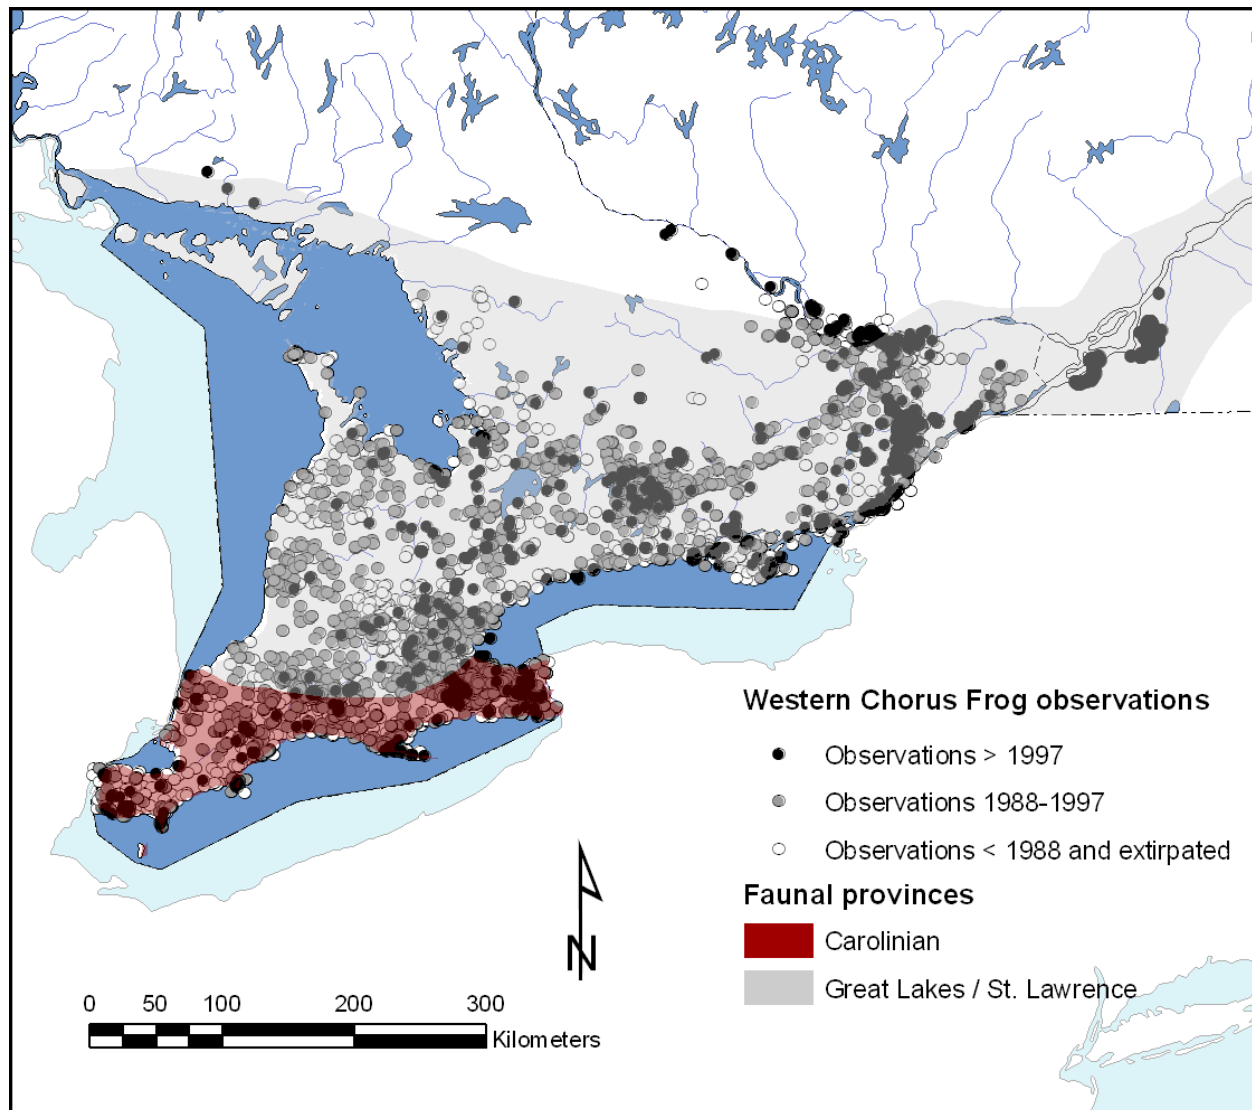 Western Chorus Frog observations
Observations > 1997
Observations 1988-1997
Observations < 1988 and extirpated
Faunal provinces
Carolinian
Great Lakes / St. Lawrence
N
0 50 100 200 300
Kilometers